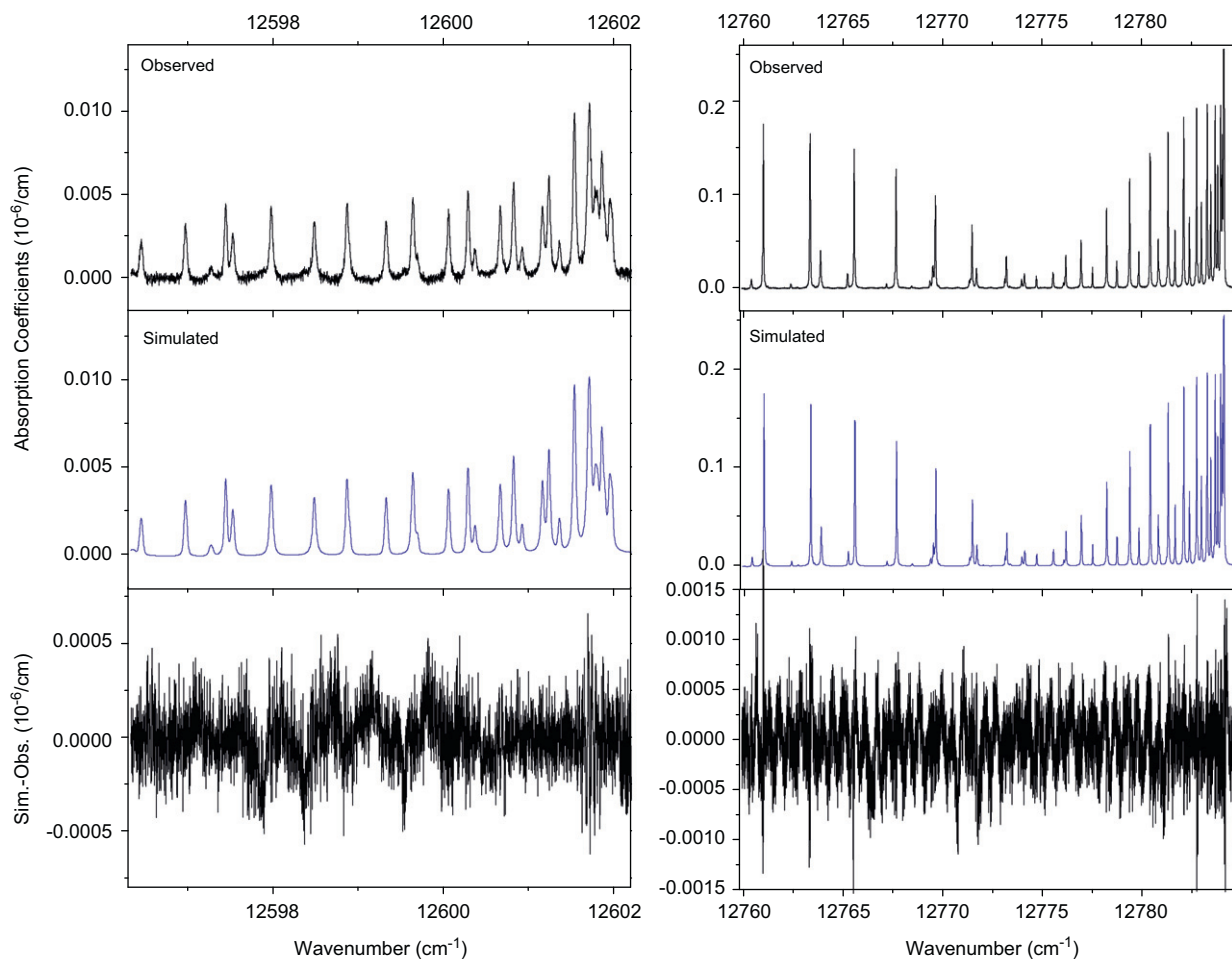 12598 12600 12602
Observed
0.010
0.005
0.000
Simulated
0.010
0.005
0.000
Absorption Coefficients (10-6/cm)
0.0005
0.0000
-0.0005
Sim.-Obs. (10-6/cm)
12598 12600 12602
Wavenumber (cm-1)
12760 12765 12770 12775 12780
Observed
0.2
0.1
0.0
Simulated
0.2
0.1
0.0
0.0015
0.0010
0.0005
0.0000
-0.0005
-0.0010
-0.0015
12760 12765 12770 12775 12780
Wavenumber (cm-1)